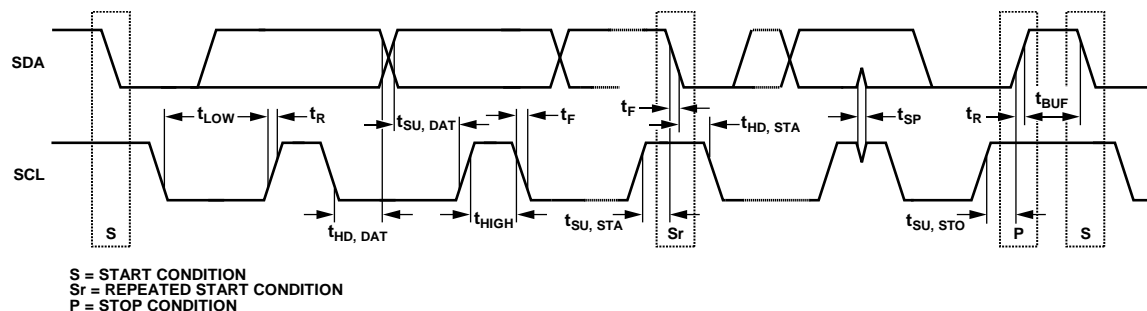 SDA
tLOW
tR
tSU, DAT
tF
tF
tHD, STA
tSP
tR
tBUF
SCL
S
tHD, DAT
tHIGH
tSU, STA
Sr
tSU, STO
P
S
S = START CONDITION
Sr = REPEATED START CONDITION
P = STOP CONDITION